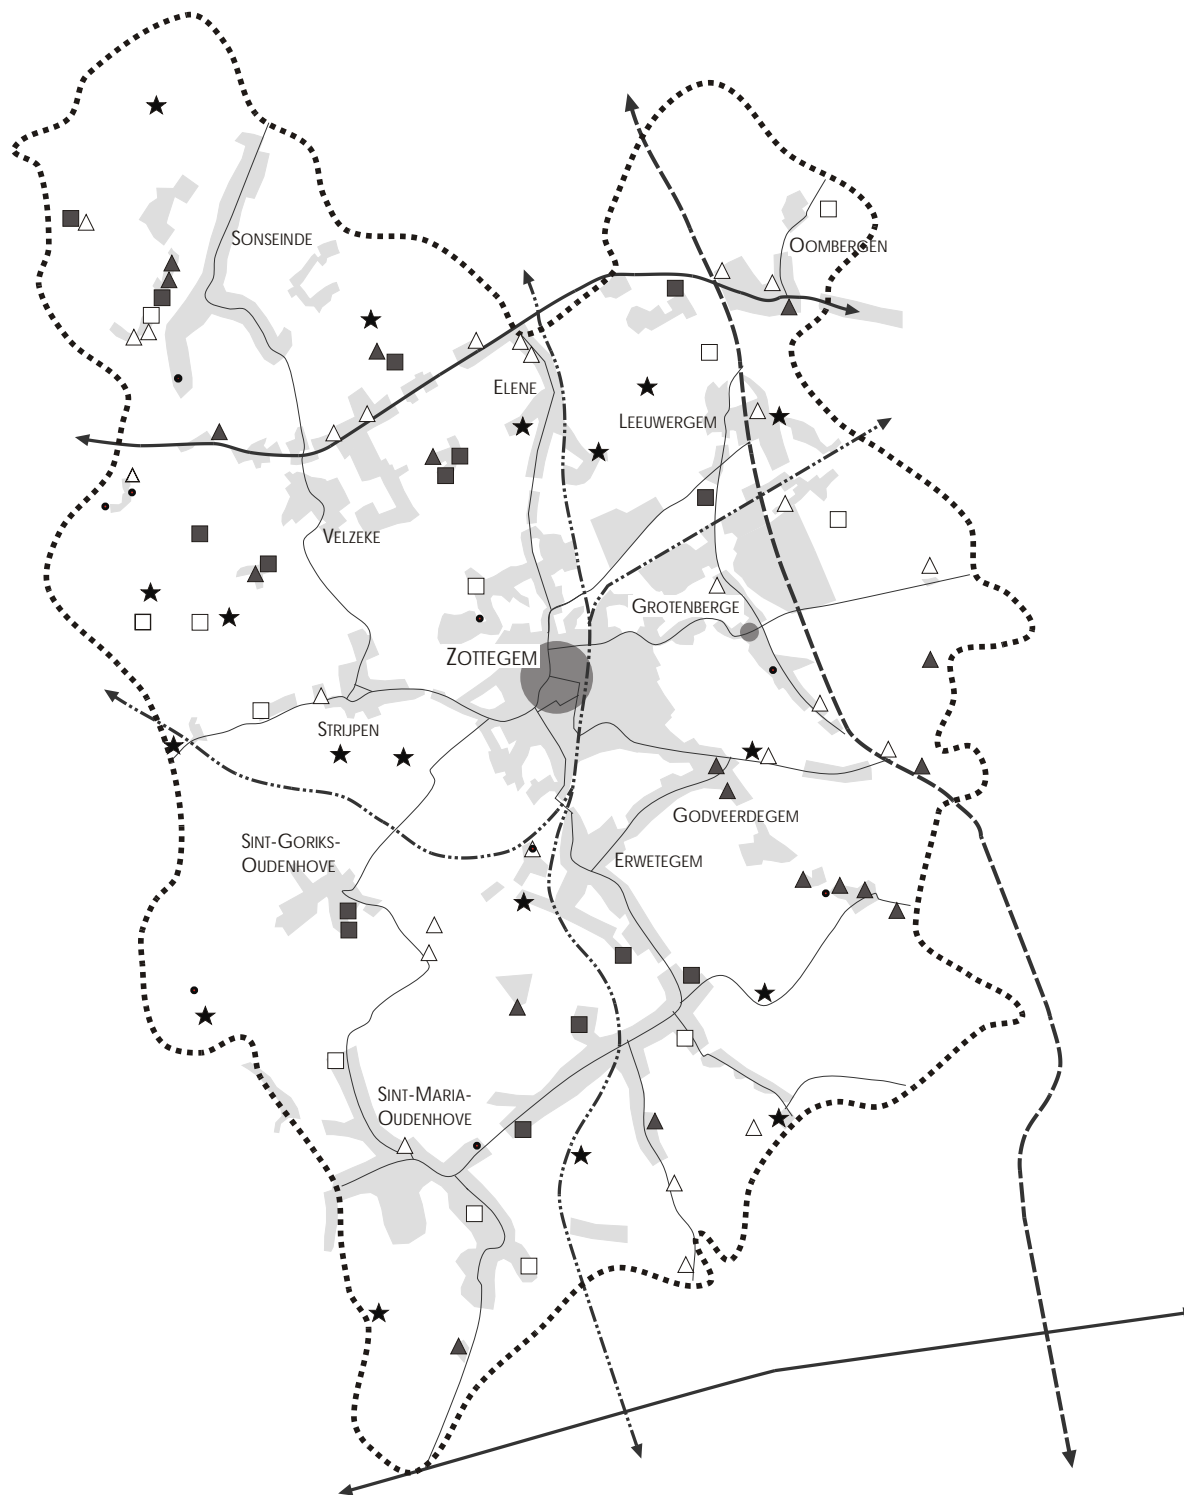 SONSEINDE
OOMBERGEN
ELENE
LEEUWERGEM
VELZEKE
GROTENBERGE
ZOTTEGEM
STRIJPEN
GODVEERDEGEM
SINT-GORIKS-
OUDENHOVE
ERWETEGEM
SINT-MARIA-
OUDENHOVE